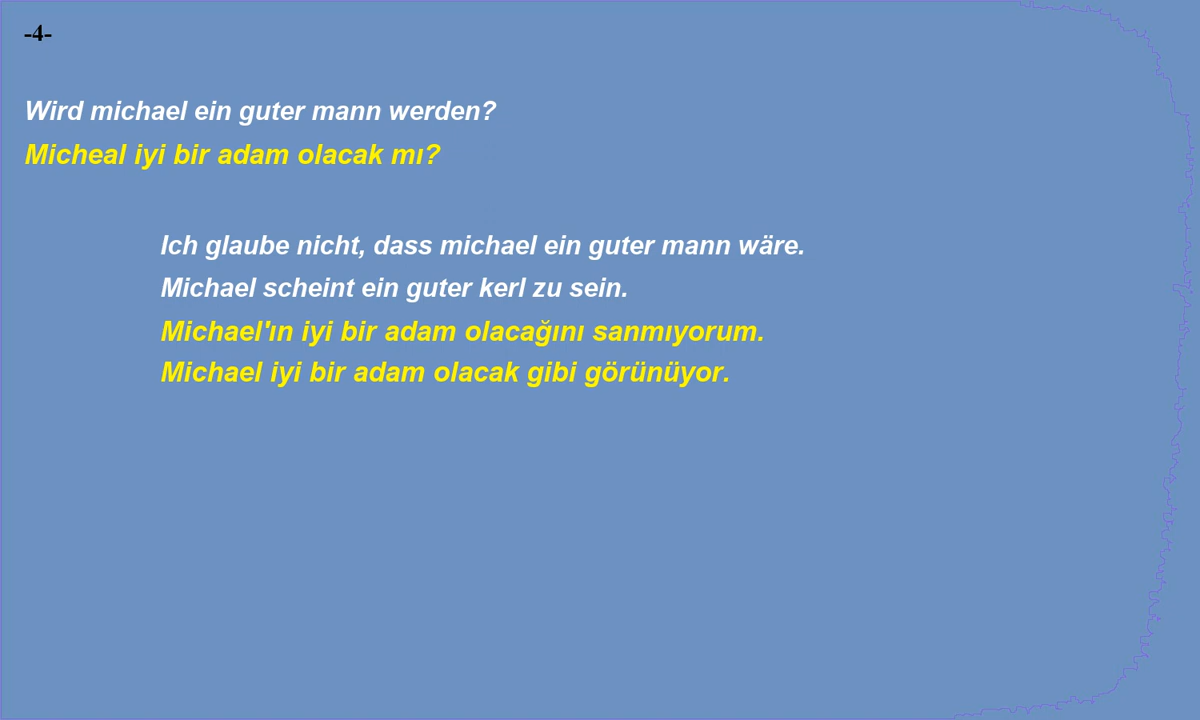 -4-
Wird michael ein guter mann werden?
Micheal iyi bir adam olacak mı?
Ich glaube nicht, dass michael ein guter mann wäre.
Michael scheint ein guter kerl zu sein.
Michael'ın iyi bir adam olacağını sanmıyorum.
Michael iyi bir adam olacak gibi görünüyor.